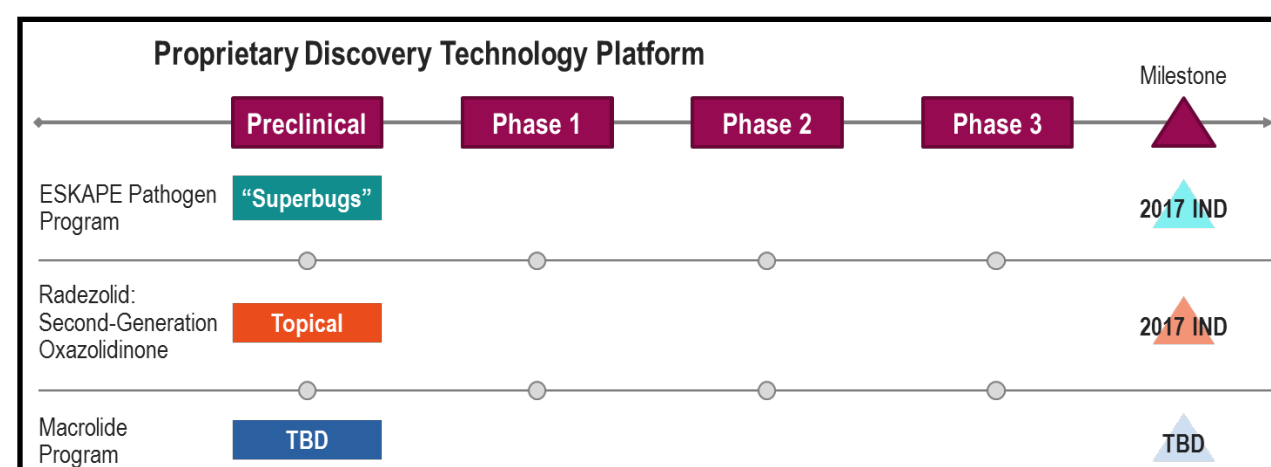 Proprietary Discovery Technology Platform
Milestone
Preclinical
Phase 1
Phase 2
Phase 3
ESKAPE Pathogen
Program
“Superbugs”
2017 IND
Radezolid:
Second-Generation
Oxazolidinone
Topical
2017 IND
Macrolide
Program
TBD
TBD